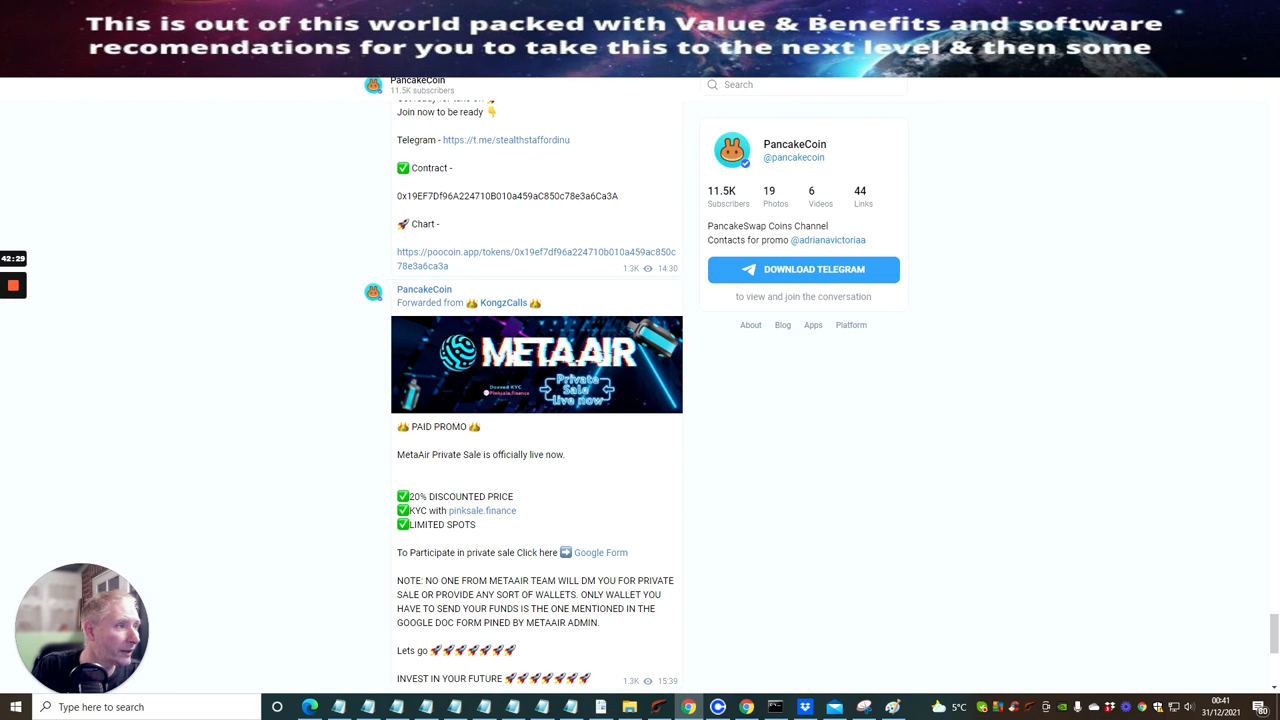 This is out of this world packed with Value & Benefits and software
recomendations for you to take this to the next level & then some
PancakeCoin
11.5K subscribers
Search
Join now to be ready 👇
Telegram - https://t.me/stealthstaffordinu
✅ Contract -
0x19EF7Df96A224710B010a459aC850c78e3a6Ca3A
🚀 Chart -
https://poocoin.app/tokens/0x19ef7df96a224710b010a459ac850c
78e3a6ca3a
1.3K 14:30
PancakeCoin
@pancakecoin
11.5K 19 6 44
Subscribers Photos Videos Links
PancakeSwap Coins Channel
Contacts for promo @adrianavictoriaa
DOWNLOAD TELEGRAM
to view and join the conversation
About Blog Apps Platform
42:29
PancakeCoin
Forwarded from 👑 KongzCalls 👑
METAAIR
Doxxed KYC
Pinksale.Finance
Private
Sale
live now
👑 PAID PROMO 👑
MetaAir Private Sale is officially live now.
✅20% DISCOUNTED PRICE
✅KYC with pinksale.finance
✅LIMITED SPOTS
To Participate in private sale Click here ➡️ Google Form
NOTE: NO ONE FROM METAAIR TEAM WILL DM YOU FOR PRIVATE
SALE OR PROVIDE ANY SORT OF WALLETS. ONLY WALLET YOU
HAVE TO SEND YOUR FUNDS IS THE ONE MENTIONED IN THE
GOOGLE DOC FORM PINED BY METAAIR ADMIN.
Lets go 🚀🚀🚀🚀🚀🚀🚀
INVEST IN YOUR FUTURE 🚀🚀🚀🚀🚀🚀🚀
1.3K 15:39
Type here to search
5°C
00:41
31/12/2021